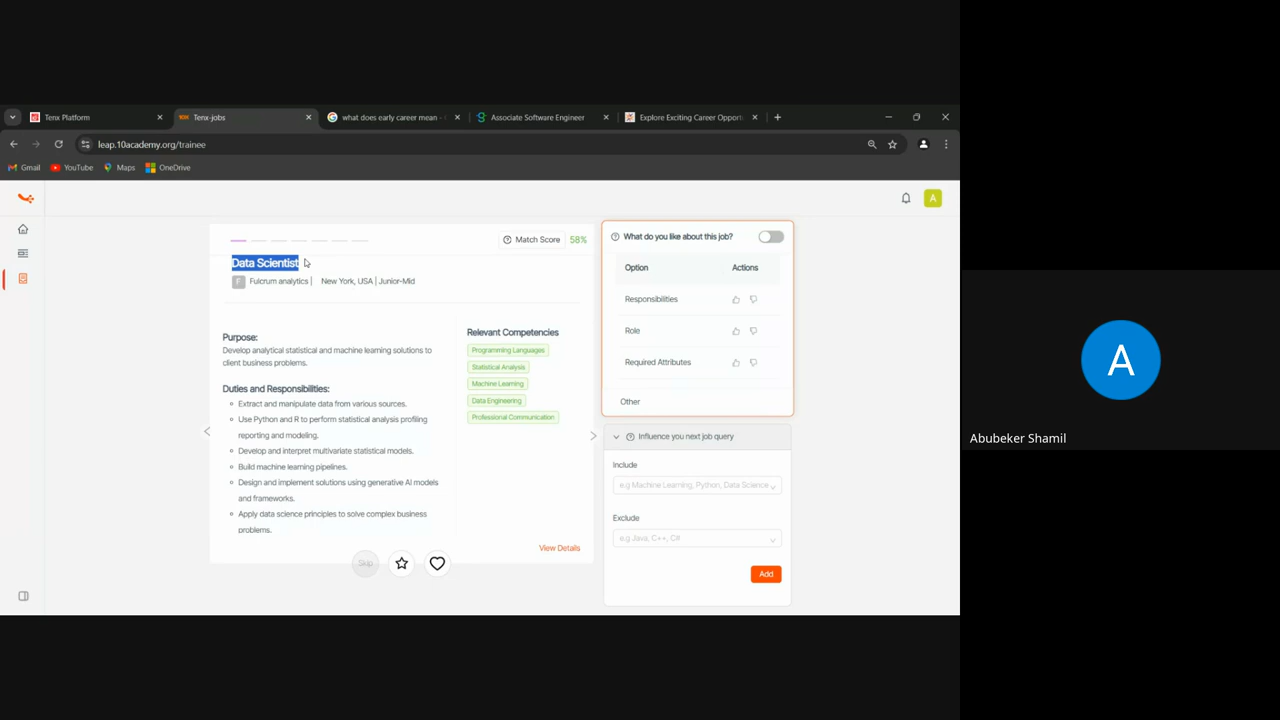 Tenx Platform
Tenx-jobs
what does early career mean -
Associate Software Engineer
Explore Exciting Career Opport
leap.10academy.org/trainee
Gmail
YouTube
Maps
OneDrive
A
Match Score 58%
Data Scientist
F Fulcrum analytics | New York, USA | Junior-Mid
Purpose:
Develop analytical statistical and machine learning solutions to
client business problems.
Duties and Responsibilities:
Extract and manipulate data from various sources.
Use Python and R to perform statistical analysis profiling
reporting and modeling.
Develop and interpret multivariate statistical models.
Build machine learning pipelines.
Design and implement solutions using generative AI models
and frameworks.
Apply data science principles to solve complex business
problems.
Relevant Competencies
Programming Languages
Statistical Analysis
Machine Learning
Data Engineering
Professional Communication
View Details
Skip
What do you like about this job?
Option Actions
Responsibilities
Role
Required Attributes
Other
Influence you next job query
Include
e.g Machine Learning, Python, Data Science
Exclude
e.g Java, C++, C#
Add
A
Abubeker Shamil